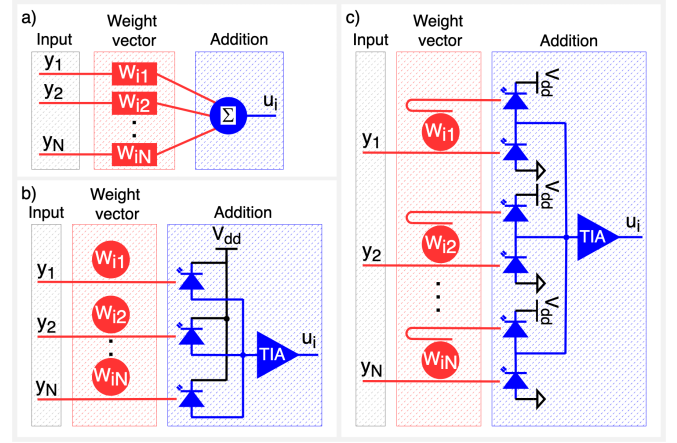 a)
Weight
vector
Input
Addition
y1
Wi1
y2
Wi2
yN
WiN
Σ
ui
b)
Weight
vector
Input
Addition
Vdd
y1
Wi1
y2
Wi2
yN
WiN
TIA
ui
c)
Weight
vector
Input
Addition
Vdd
Wi1
y1
Vdd
Wi2
y2
TIA
ui
Vdd
WiN
yN